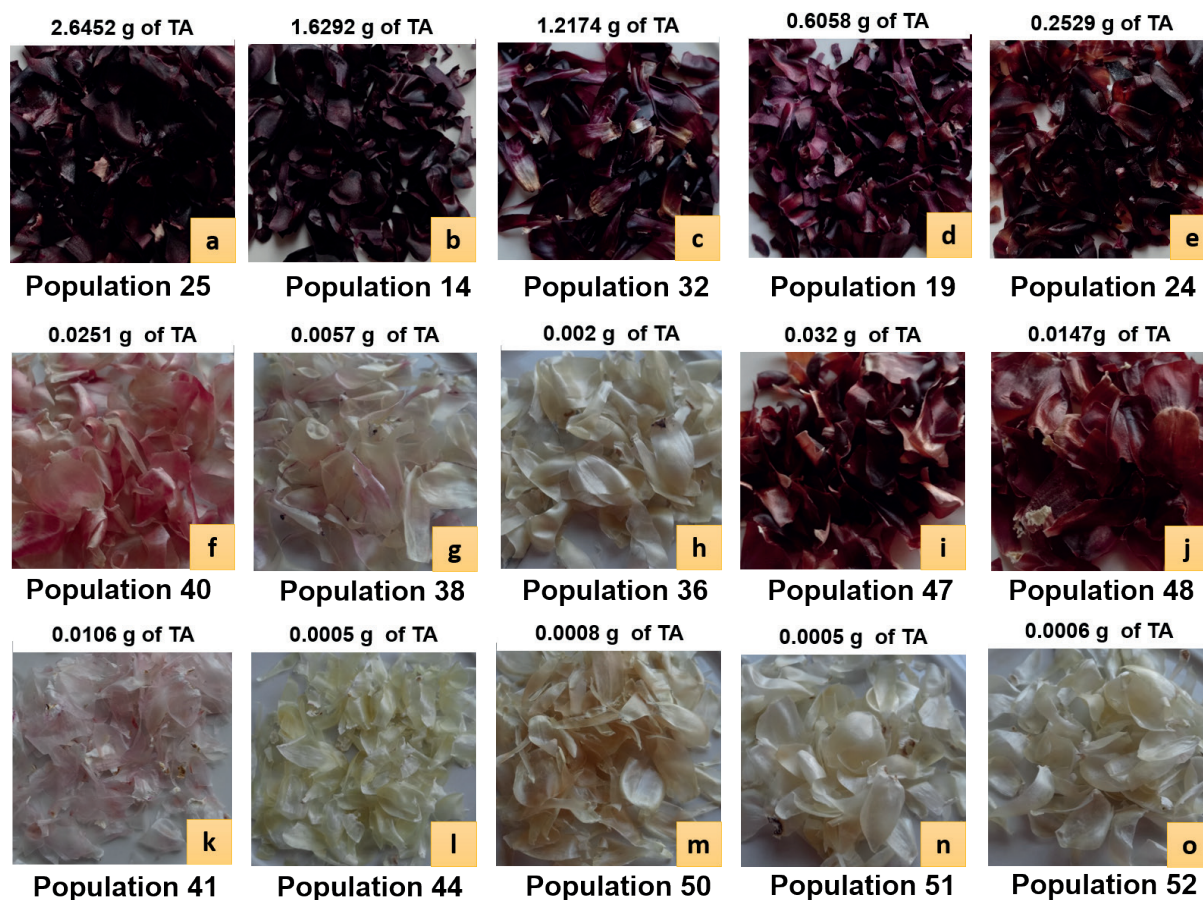 2.6452 g of TA 1.6292 g of TA 1.2174 g of TA 0.6058 g of TA 0.2529 g of TA
a b c d e
Population 25 Population 14 Population 32 Population 19 Population 24
0.0251 g of TA 0.0057 g of TA 0.002 g of TA 0.032 g of TA 0.0147g of TA
f g h i j
Population 40 Population 38 Population 36 Population 47 Population 48
0.0106 g of TA 0.0005 g of TA 0.0008 g of TA 0.0005 g of TA 0.0006 g of TA
k l m n o
Population 41 Population 44 Population 50 Population 51 Population 52